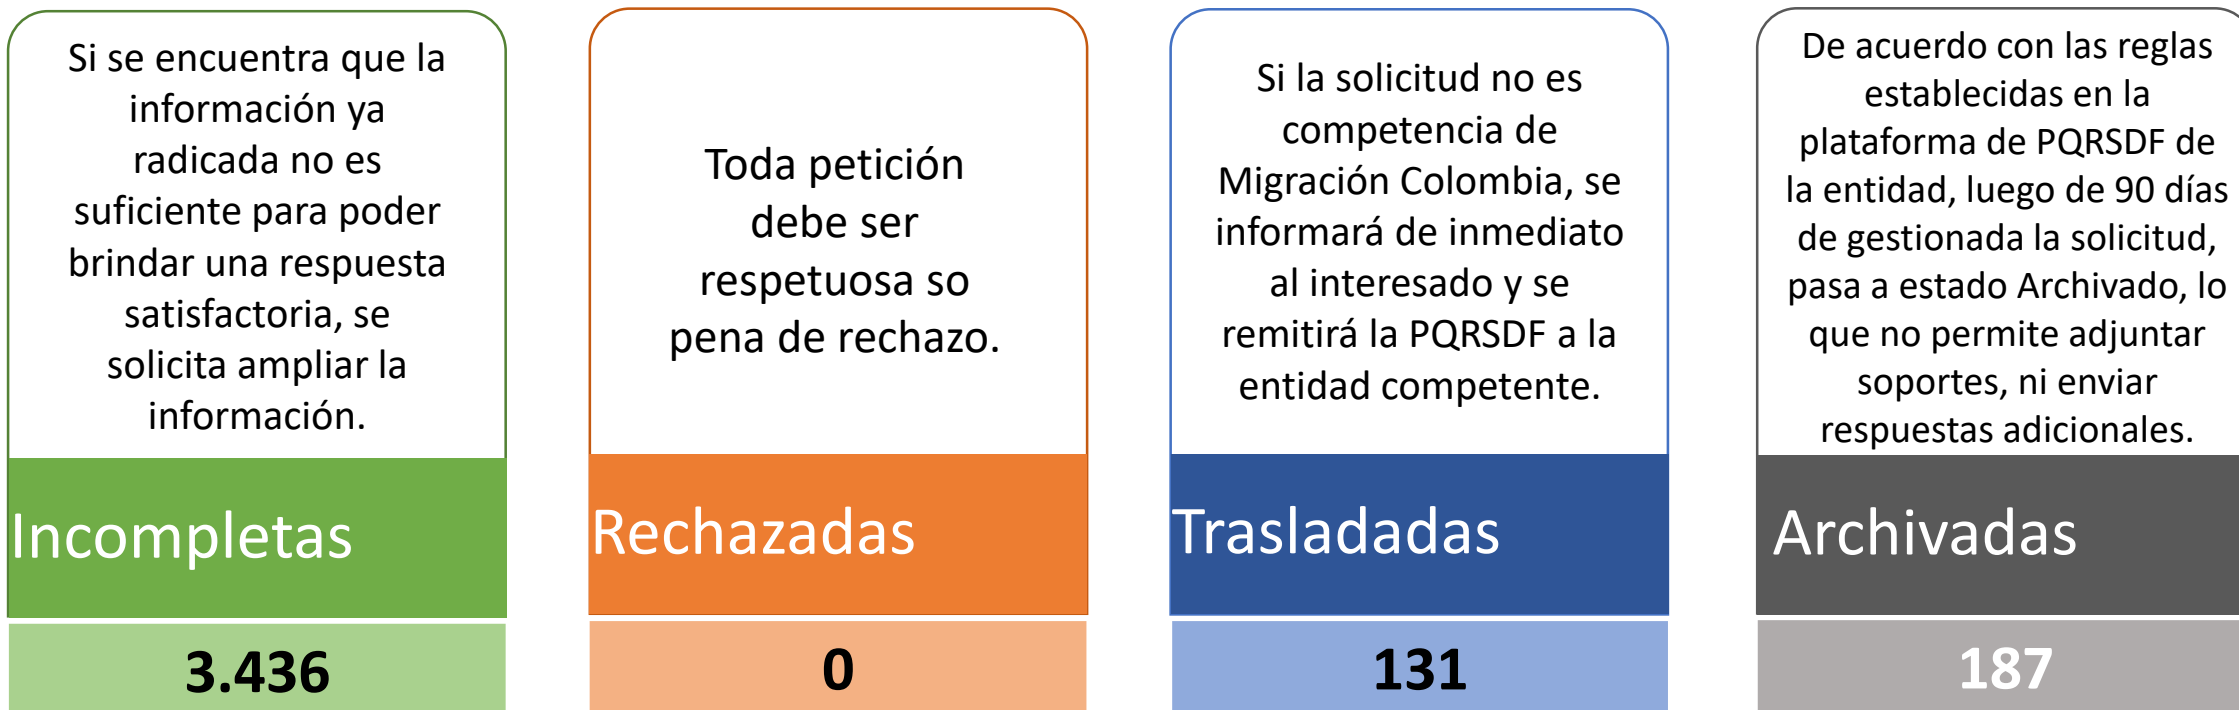 Si se encuentra que la
información ya
radicada no es
suficiente para poder
brindar una respuesta
satisfactoria, se
solicita ampliar la
información.
Incompletas
3.436
Toda petición
debe ser
respetuosa so
pena de rechazo.
Rechazadas
0
Si la solicitud no es
competencia de
Migración Colombia, se
informará de inmediato
al interesado y se
remitirá la PQRSDF a la
entidad competente.
Trasladadas
131
De acuerdo con las reglas
establecidas en la
plataforma de PQRSDF de
la entidad, luego de 90 días
de gestionada la solicitud,
pasa a estado Archivado, lo
que no permite adjuntar
soportes, ni enviar
respuestas adicionales.
Archivadas
187